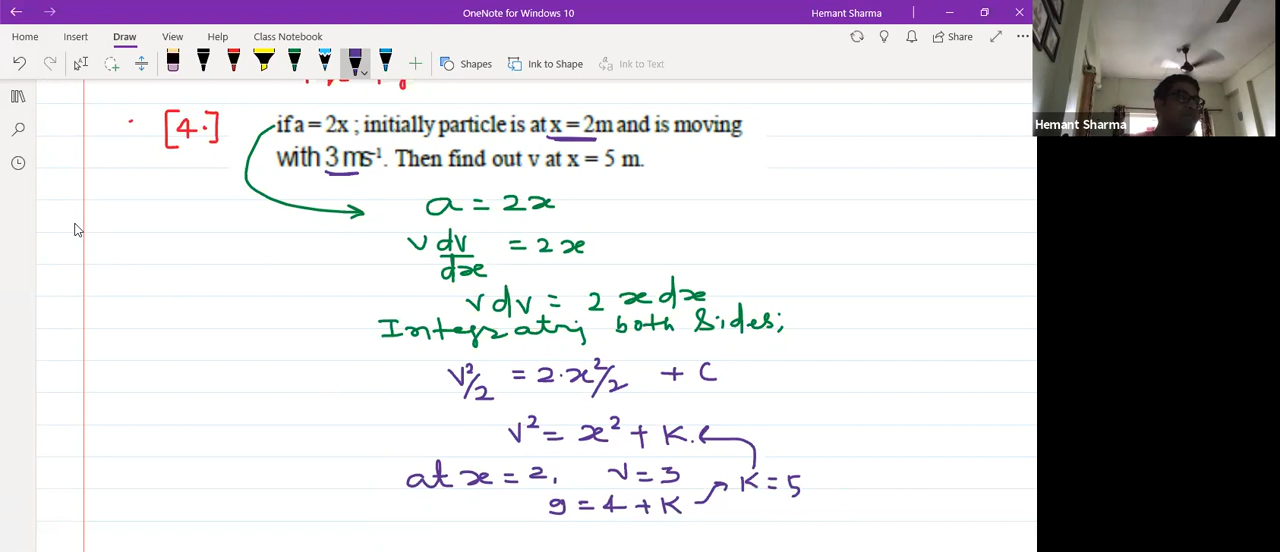 OneNote for Windows 10
Hemant Sharma
Home Insert Draw View Help Class Notebook
Share
Shapes Ink to Shape Ink to Text
[4.] if a = 2x ; initially particle is at x = 2m and is moving
with 3 ms⁻¹. Then find out v at x = 5 m.
a = 2x
v dv/dx = 2x
v dv = 2 x dx
Integrating both sides;
v²/2 = 2·x²/2 + C
v² = x² + K.
at x = 2, v = 3
K = 5
9 = 4 + K
Hemant Sharma